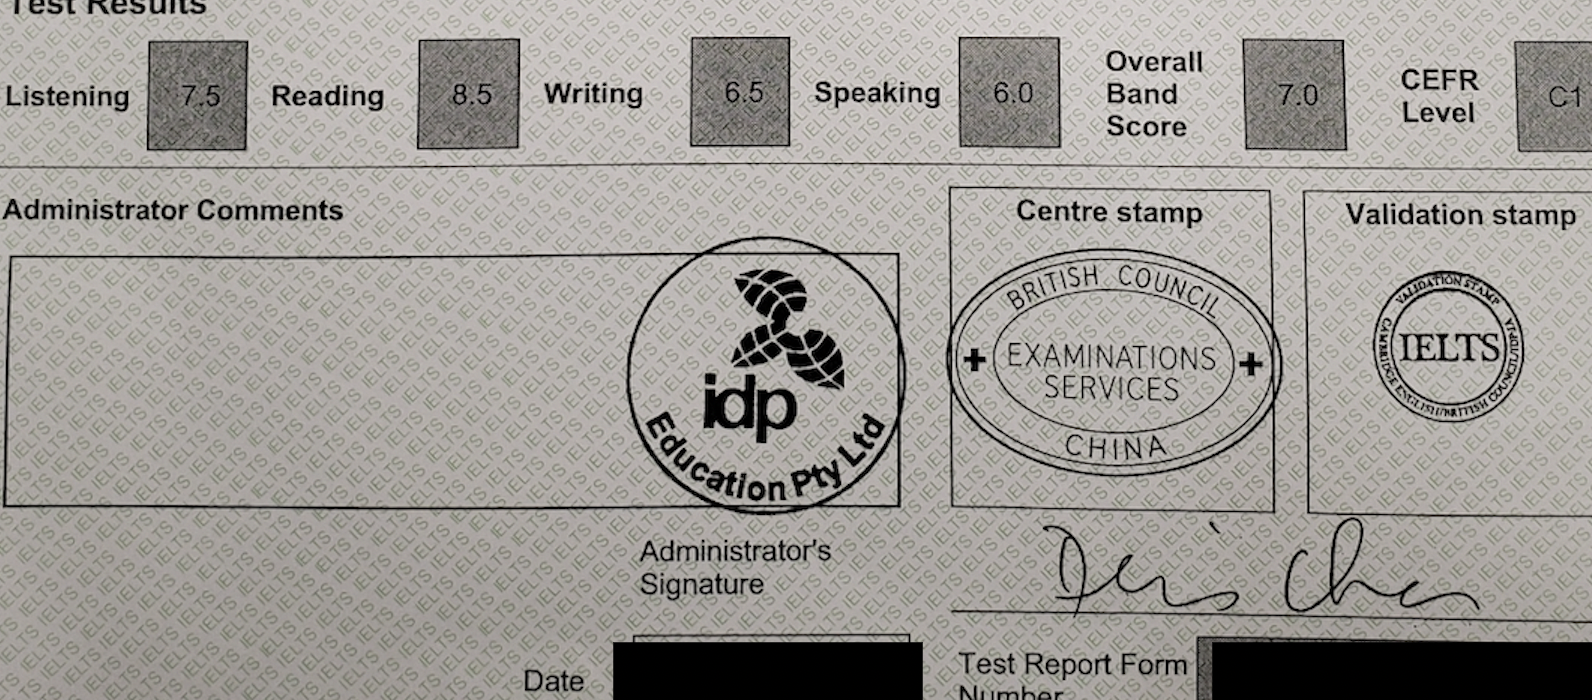 Test Results
Listening 7.5 Reading 8.5 Writing 6.5 Speaking 6.0 Overall Band Score 7.0 CEFR Level C1
Administrator Comments
Centre stamp
Validation stamp
idp
Education Pty Ltd
BRITISH COUNCIL
EXAMINATIONS
SERVICES
CHINA
VALIDATION STAMP
IELTS
CAMBRIDGE ENGLISH/BRITISH COUNCIL/IDP:IA
Administrator's
Signature
Date
Test Report Form
Number